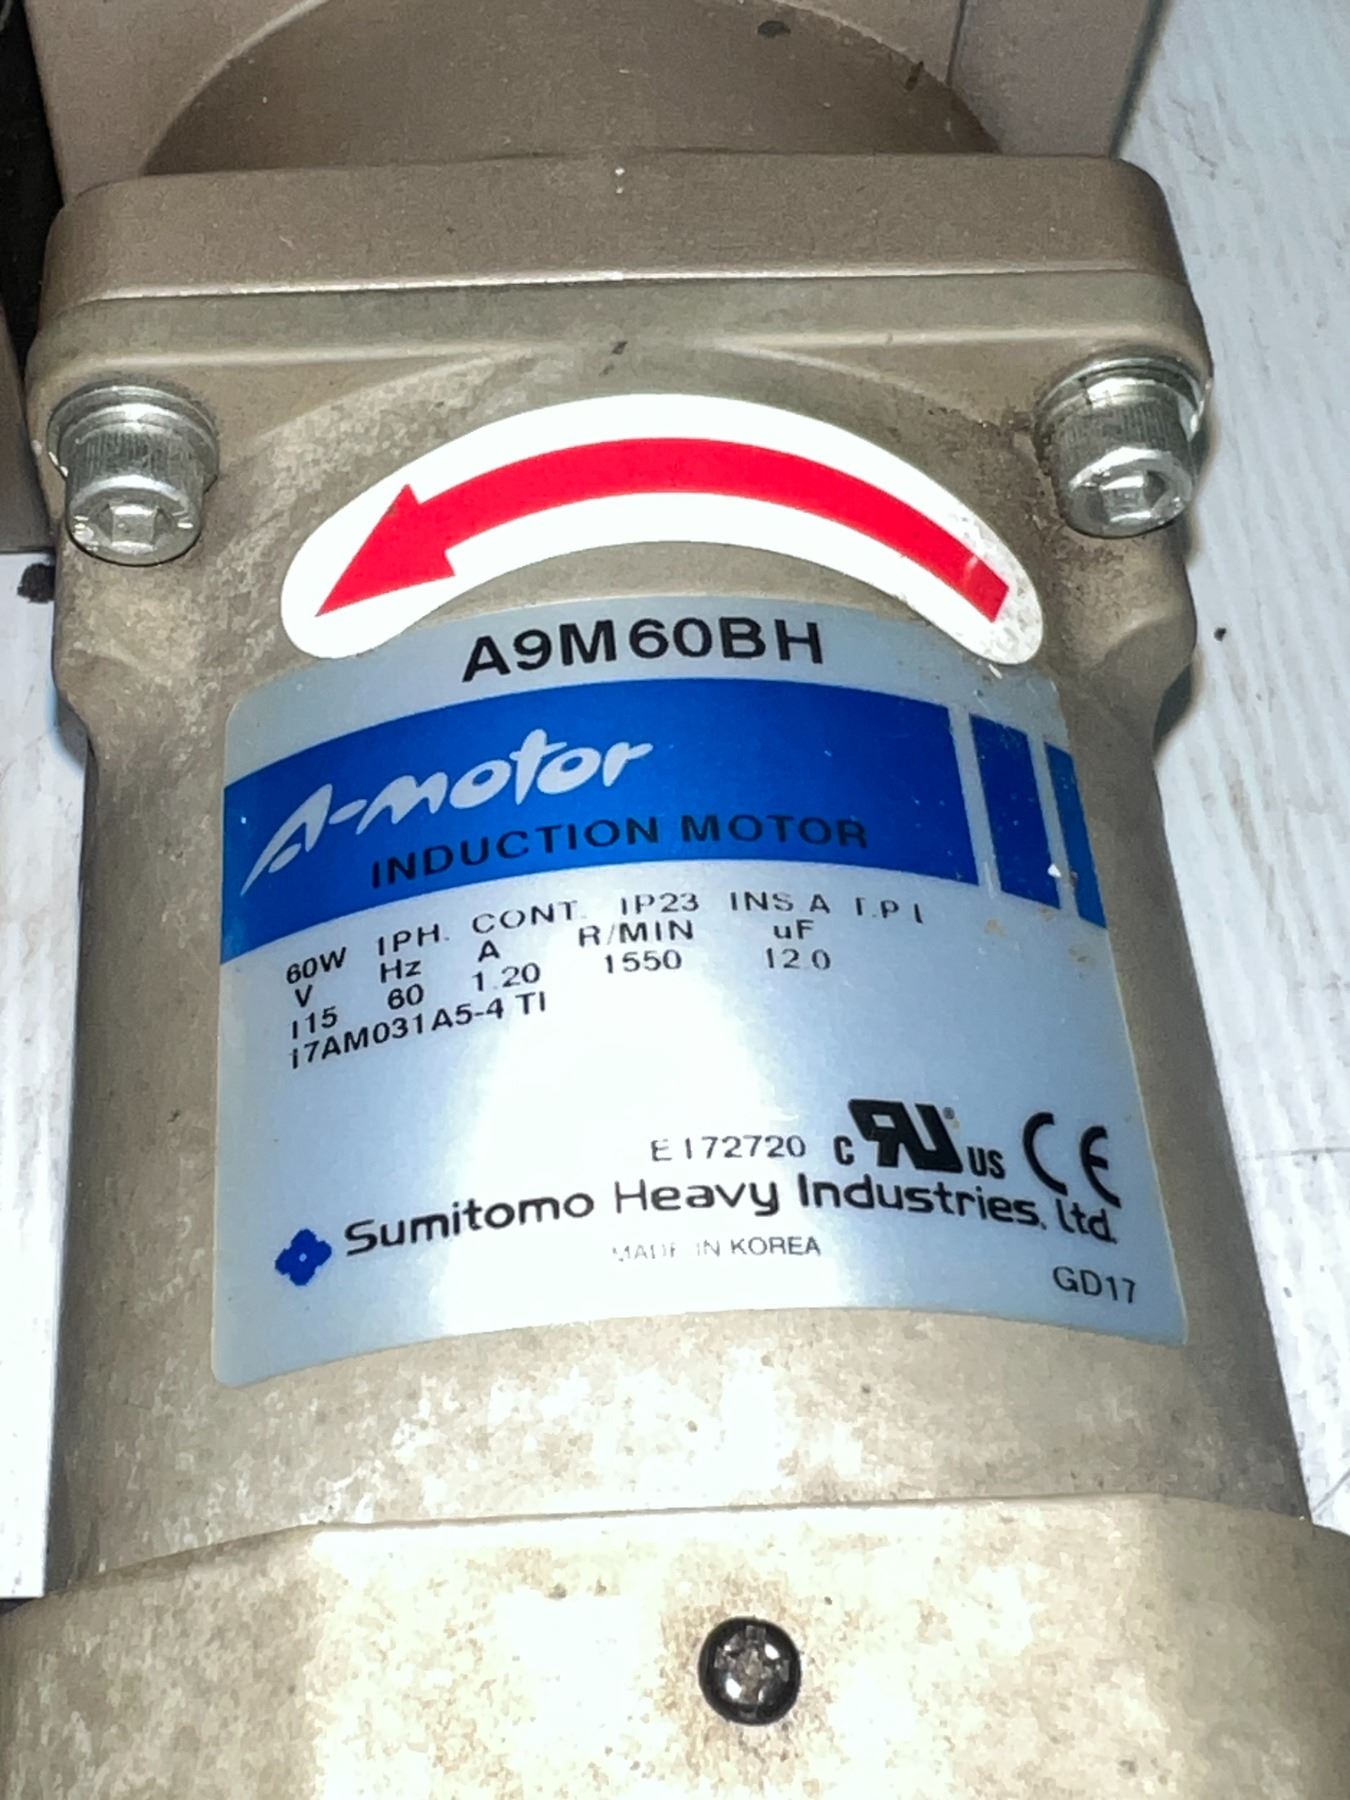 A9M60BH
A-motor
INDUCTION MOTOR
60W 1PH. CONT. IP23 INS.A T.P I
V Hz A R/MIN uF
115 60 1.20 1550 12.0
17AM031A5-4 TI
E172720 c RU® US CE
Sumitomo Heavy Industries, Ltd.
MADE IN KOREA
GD17